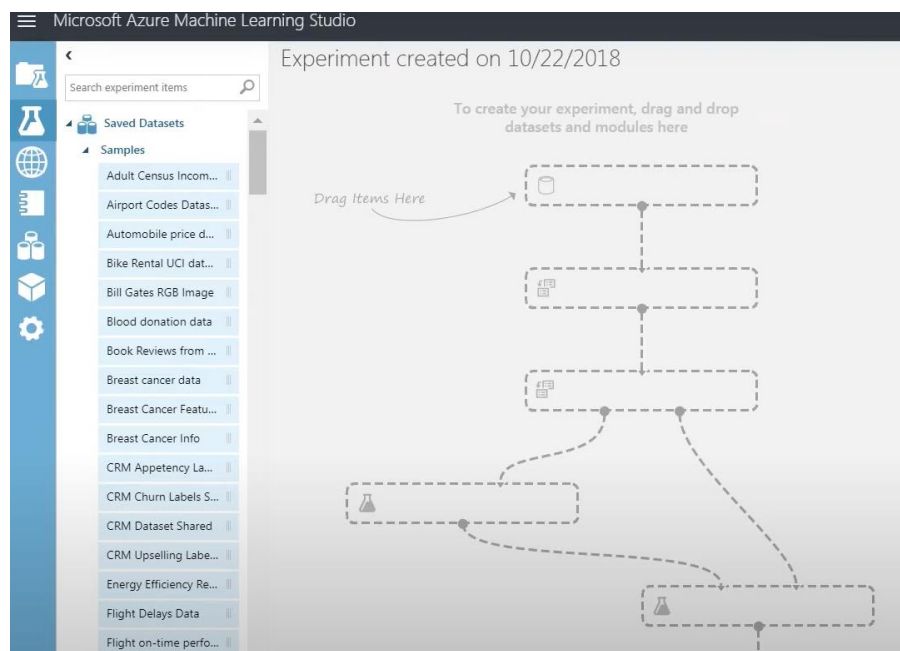 Microsoft Azure Machine Learning Studio
Search experiment items
Saved Datasets
Samples
Adult Census Incom...
Airport Codes Datas...
Automobile price d...
Bike Rental UCI dat...
Bill Gates RGB Image
Blood donation data
Book Reviews from ...
Breast cancer data
Breast Cancer Featu...
Breast Cancer Info
CRM Appetency La...
CRM Churn Labels S...
CRM Dataset Shared
CRM Upselling Labe...
Energy Efficiency Re...
Flight Delays Data
Flight on-time perfo...
Experiment created on 10/22/2018
To create your experiment, drag and drop
datasets and modules here
Drag Items Here